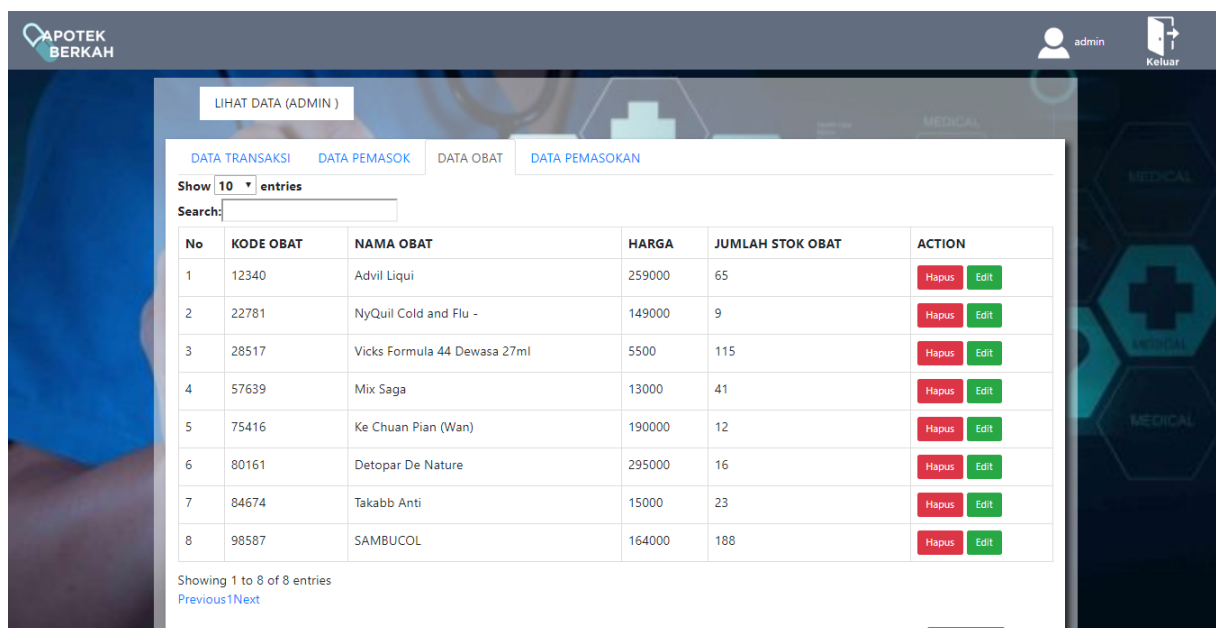 APOTEK
BERKAH
admin
Keluar
LIHAT DATA (ADMIN )
MEDICAL
DATA TRANSAKSI DATA PEMASOK DATA OBAT DATA PEMASOKAN
MEDICAL
Show 10 entries
Search:
No KODE OBAT NAMA OBAT HARGA JUMLAH STOK OBAT ACTION
1 12340 Advil Liqui 259000 65 Hapus Edit
2 22781 NyQuil Cold and Flu - 149000 9 Hapus Edit
3 28517 Vicks Formula 44 Dewasa 27ml 5500 115 Hapus Edit
MEDICAL
4 57639 Mix Saga 13000 41 Hapus Edit
5 75416 Ke Chuan Pian (Wan) 190000 12 Hapus Edit
MEDICAL
6 80161 Detopar De Nature 295000 16 Hapus Edit
7 84674 Takabb Anti 15000 23 Hapus Edit
8 98587 SAMBUCOL 164000 188 Hapus Edit
Showing 1 to 8 of 8 entries
Previous1Next